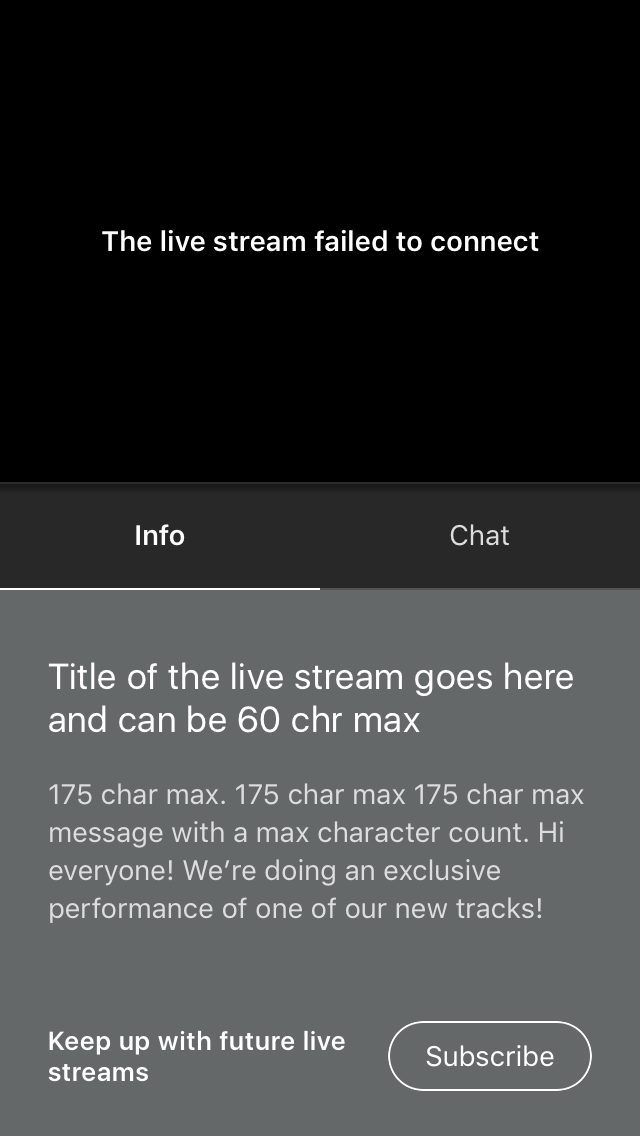 The live stream failed to connect
Info
Chat
Title of the live stream goes here
and can be 60 chr max
175 char max. 175 char max 175 char max
message with a max character count. Hi
everyone! We’re doing an exclusive
performance of one of our new tracks!
Keep up with future live
streams
Subscribe